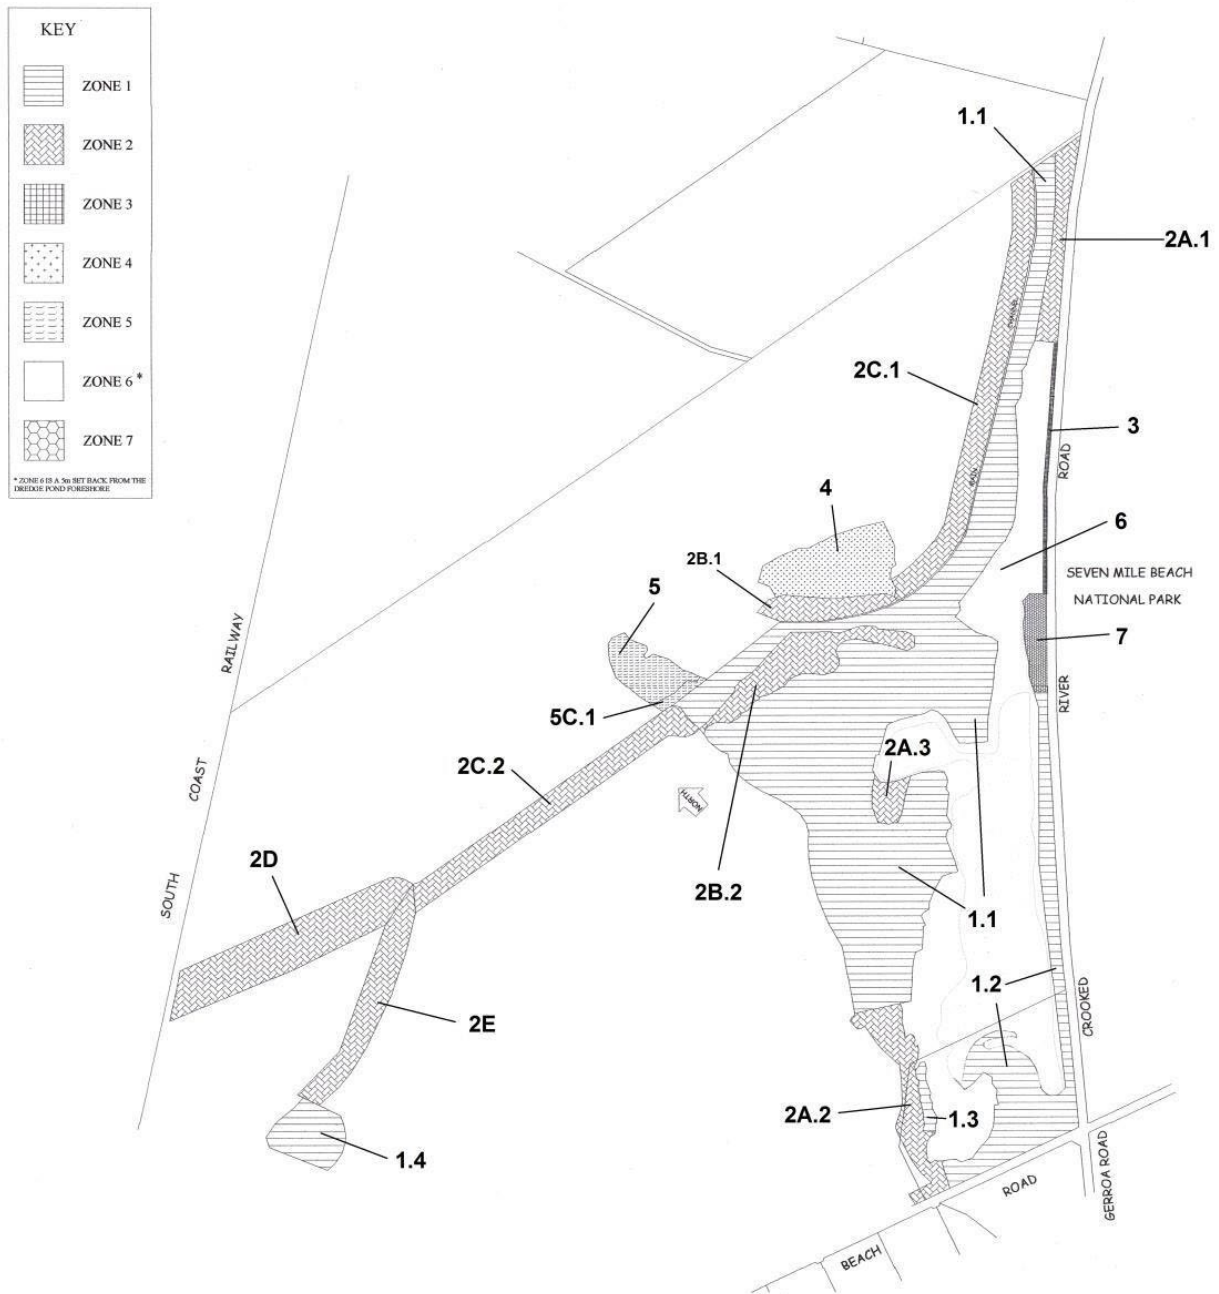 KEY
ZONE 1
ZONE 2
ZONE 3
ZONE 4
ZONE 5
ZONE 6 *
ZONE 7
* ZONE 6 IS A 5m SET BACK FROM THE
DREDGE POND FORESHORE
1.1
2A.1
2C.1
3
ROAD
4
6
2B.1
SEVEN MILE BEACH
NATIONAL PARK
5
7
RAILWAY
RIVER
5C.1
2A.3
2C.2
COAST
NORTH
2D
2B.2
SOUTH
1.1
1.2
CROOKED
2E
2A.2
1.3
1.4
ROAD
GERROA ROAD
BEACH